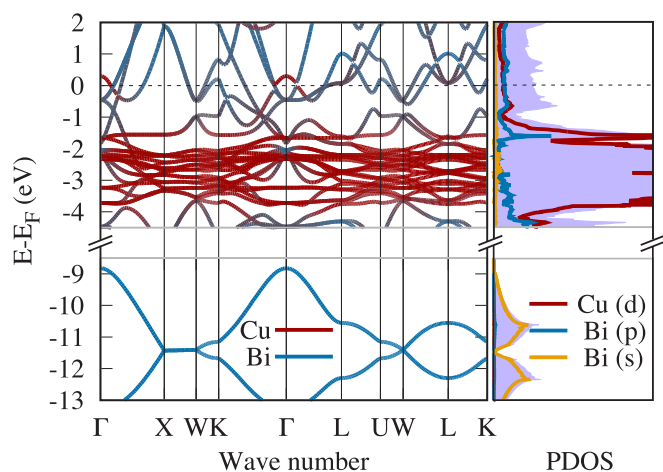 2
1
0
-1
-2
-3
-4
E-E_F (eV)
-9
-10
-11
-12
-13
Cu
Bi
Cu (d)
Bi (p)
Bi (s)
Γ X W K Γ L U W L K
Wave number
PDOS